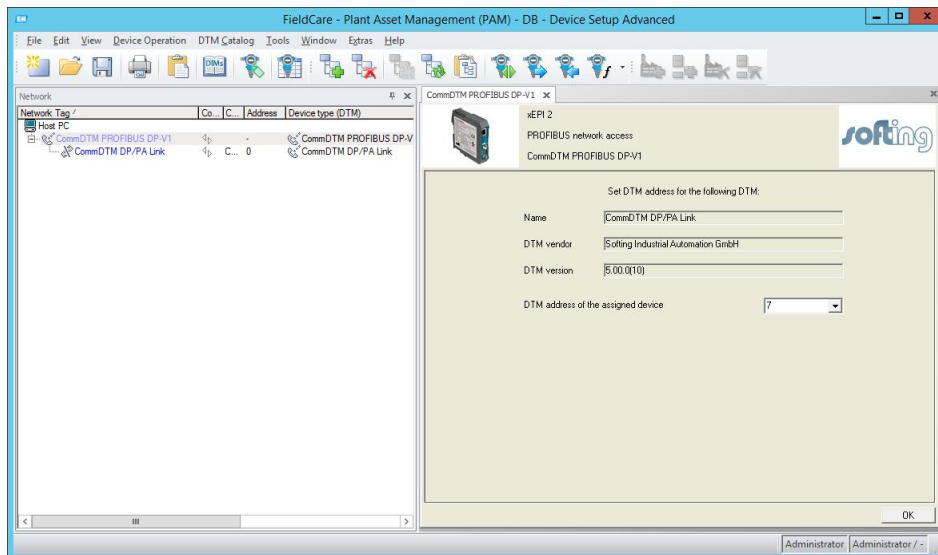 FieldCare - Plant Asset Management (PAM) - DB - Device Setup Advanced
File Edit View Device Operation DTM Catalog Tools Window Extras Help
DTMs
Network
Network Tag / Co... C... Address Device type (DTM)
Host PC
CommDTM PROFIBUS DP-V1 - CommDTM PROFIBUS DP-V
CommDTM DP/PA Link C... 0 CommDTM DP/PA Link
CommDTM PROFIBUS DP-V1
xEPI 2
PROFIBUS network access
CommDTM PROFIBUS DP-V1
softing
Set DTM address for the following DTM:
Name CommDTM DP/PA Link
DTM vendor Softing Industrial Automation GmbH
DTM version 5.00.0(10)
DTM address of the assigned device 7
OK
Administrator Administrator / -